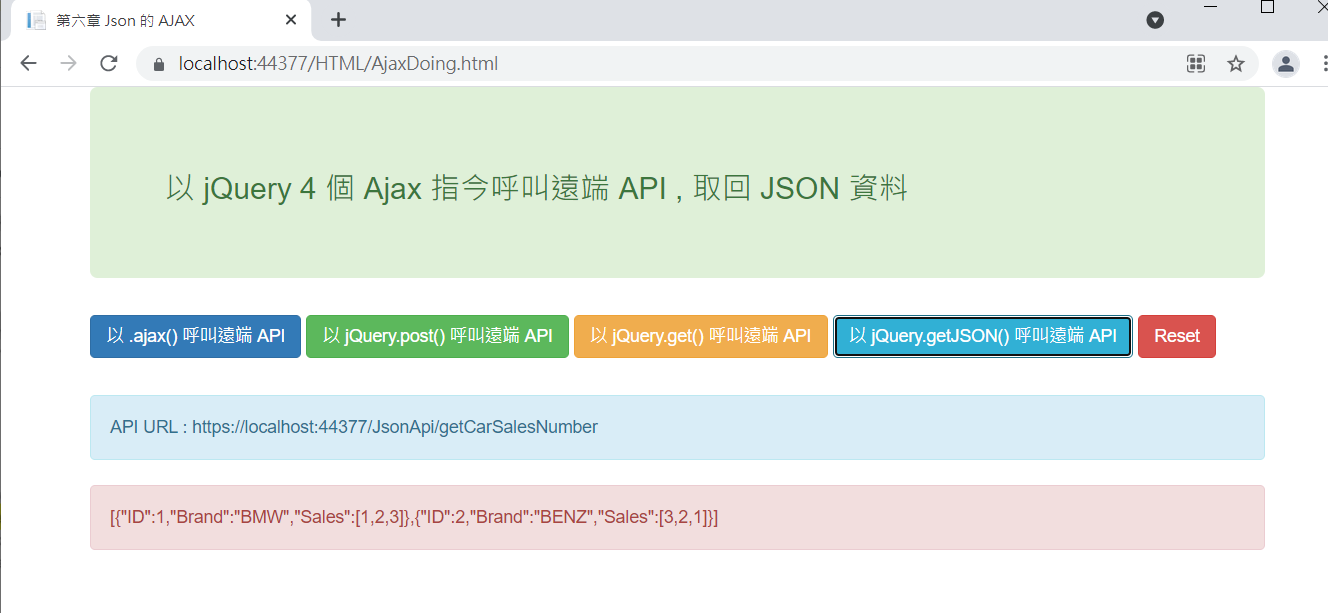 第六章 Json 的 AJAX
localhost:44377/HTML/AjaxDoing.html
以 jQuery 4 個 Ajax 指令呼叫遠端 API , 取回 JSON 資料
以 .ajax() 呼叫遠端 API 以 jQuery.post() 呼叫遠端 API 以 jQuery.get() 呼叫遠端 API 以 jQuery.getJSON() 呼叫遠端 API Reset
API URL : https://localhost:44377/JsonApi/getCarSalesNumber
[{"ID":1,"Brand":"BMW","Sales":[1,2,3]},{"ID":2,"Brand":"BENZ","Sales":[3,2,1]}]